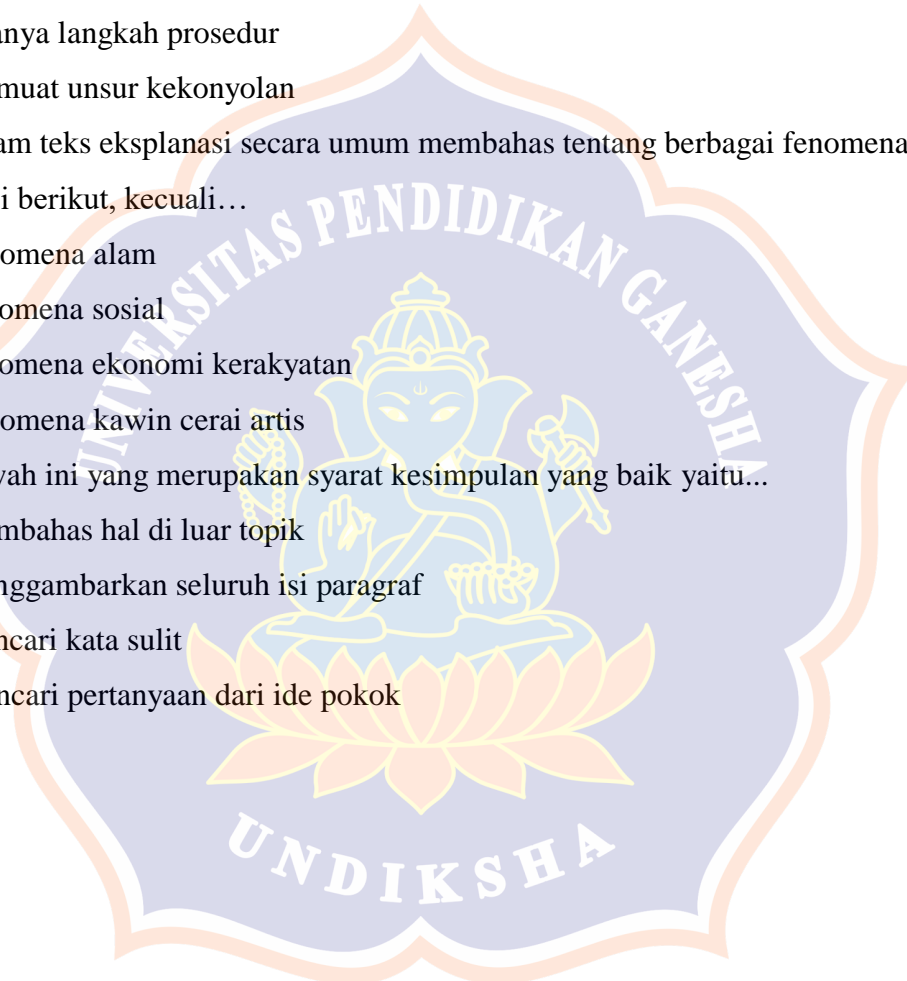 anya langkah prosedur
muat unsur kekonyolan
am teks eksplanasi secara umum membahas tentang berbagai fenomena
i berikut, kecuali…
omena alam
omena sosial
omena ekonomi kerakyatan
omena kawin cerai artis
vah ini yang merupakan syarat kesimpulan yang baik yaitu...
mbahas hal di luar topik
nggambarkan seluruh isi paragraf
ncari kata sulit
ncari pertanyaan dari ide pokok
UNIVERSITAS PENDIDIKAN GANESHA
UNDIKSHA